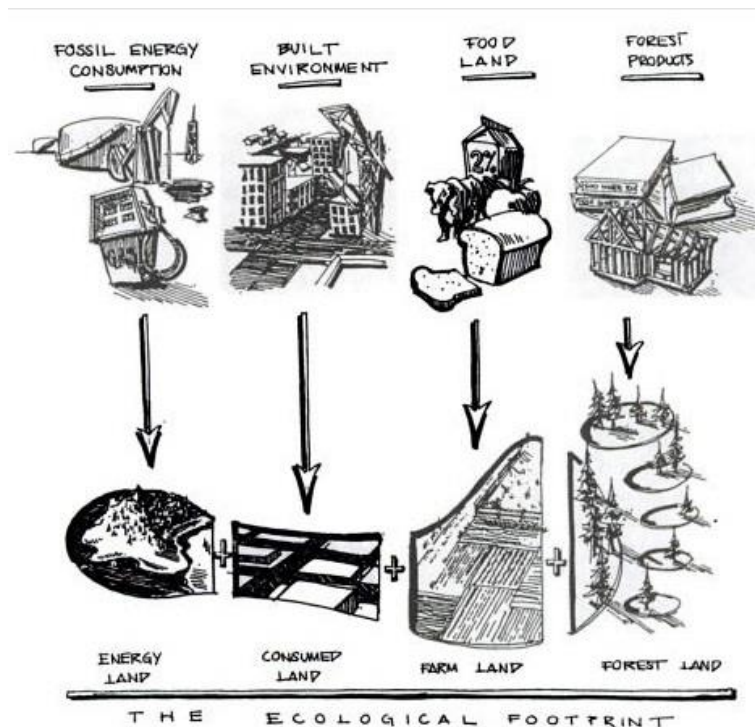 FOSSIL ENERGY
CONSUMPTION
BUILT
ENVIRONMENT
FOOD
LAND
FOREST
PRODUCTS
2%
ENERGY
LAND
CONSUMED
LAND
FARM LAND
FOREST LAND
THE ECOLOGICAL FOOTPRINT